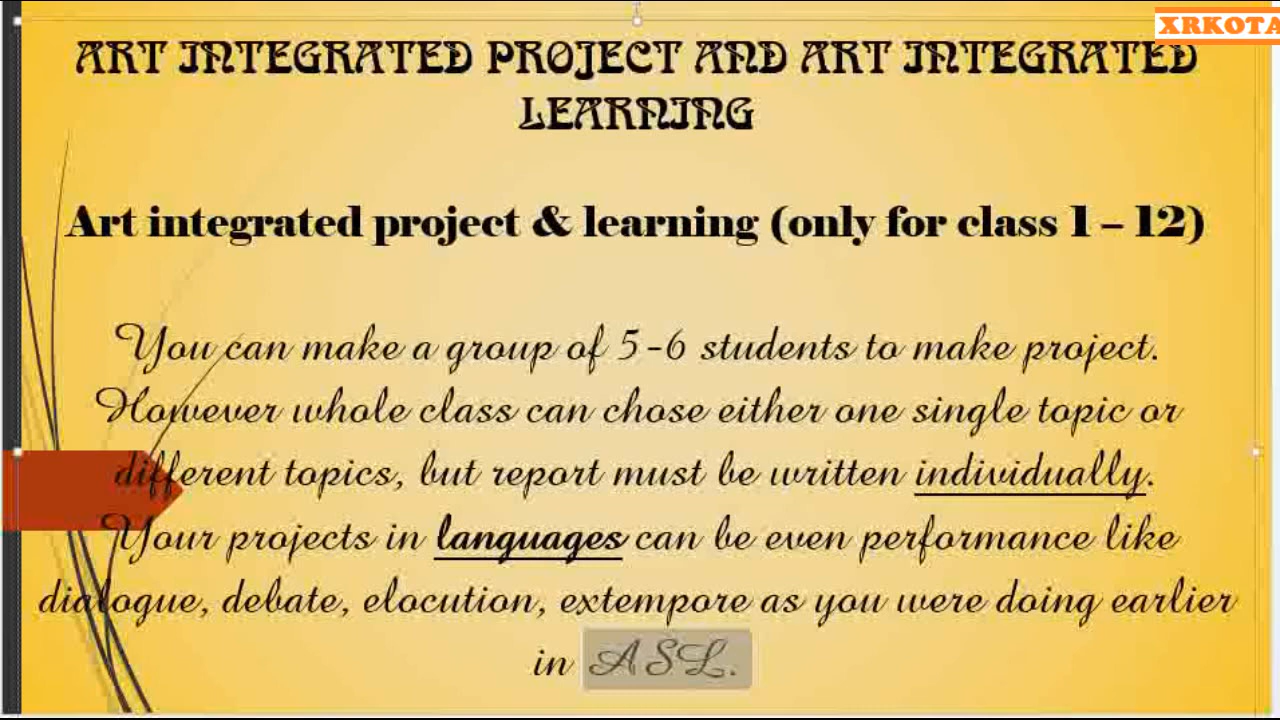 XRKOTA
ART INTEGRATED PROJECT AND ART INTEGRATED
LEARNING
Art integrated project & learning (only for class 1 – 12)
You can make a group of 5-6 students to make project.
However whole class can chose either one single topic or
different topics, but report must be written individually.
Your projects in languages can be even performance like
dialogue, debate, elocution, extempore as you were doing earlier
in ASL.